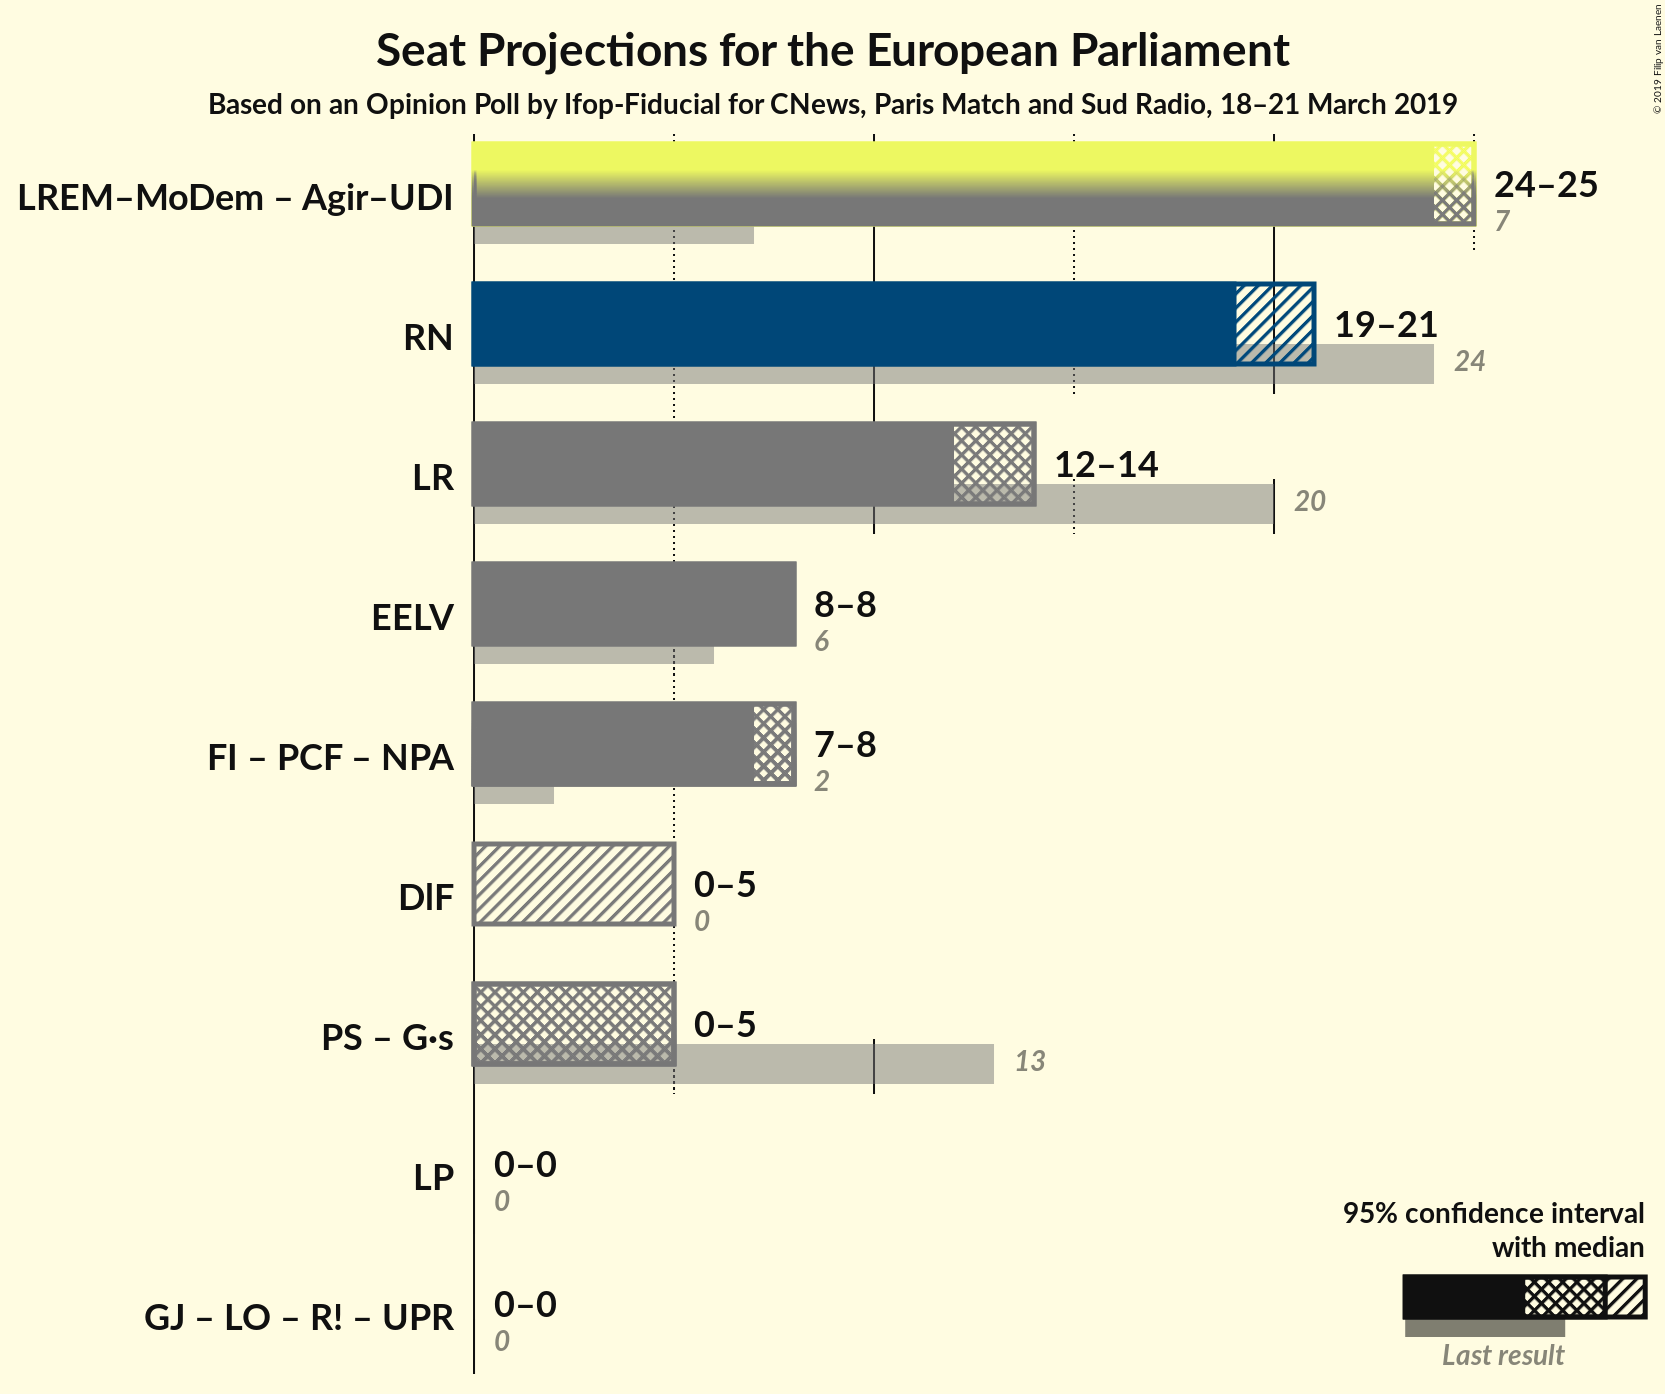 Seat Projections for the European Parliament
Based on an Opinion Poll by Ifop-Fiducial for CNews, Paris Match and Sud Radio, 18–21 March 2019
© 2019 Filip van Laenen
LREM–MoDem – Agir–UDI
24–25
7
RN
19–21
24
LR
12–14
20
EELV
8–8
6
FI – PCF – NPA
7–8
2
DlF
0–5
0
PS – G·s
0–5
13
LP
0–0
0
GJ – LO – R! – UPR
0–0
0
95% confidence interval
with median
Last result